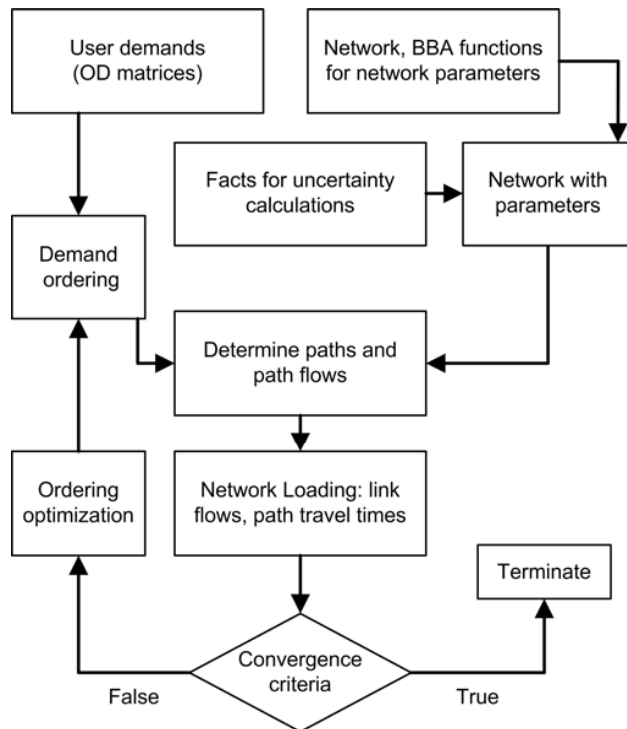 User demands
(OD matrices)
Network, BBA functions
for network parameters
Facts for uncertainty
calculations
Network with
parameters
Demand
ordering
Determine paths and
path flows
Ordering
optimization
Network Loading: link
flows, path travel times
Terminate
Convergence
criteria
False
True